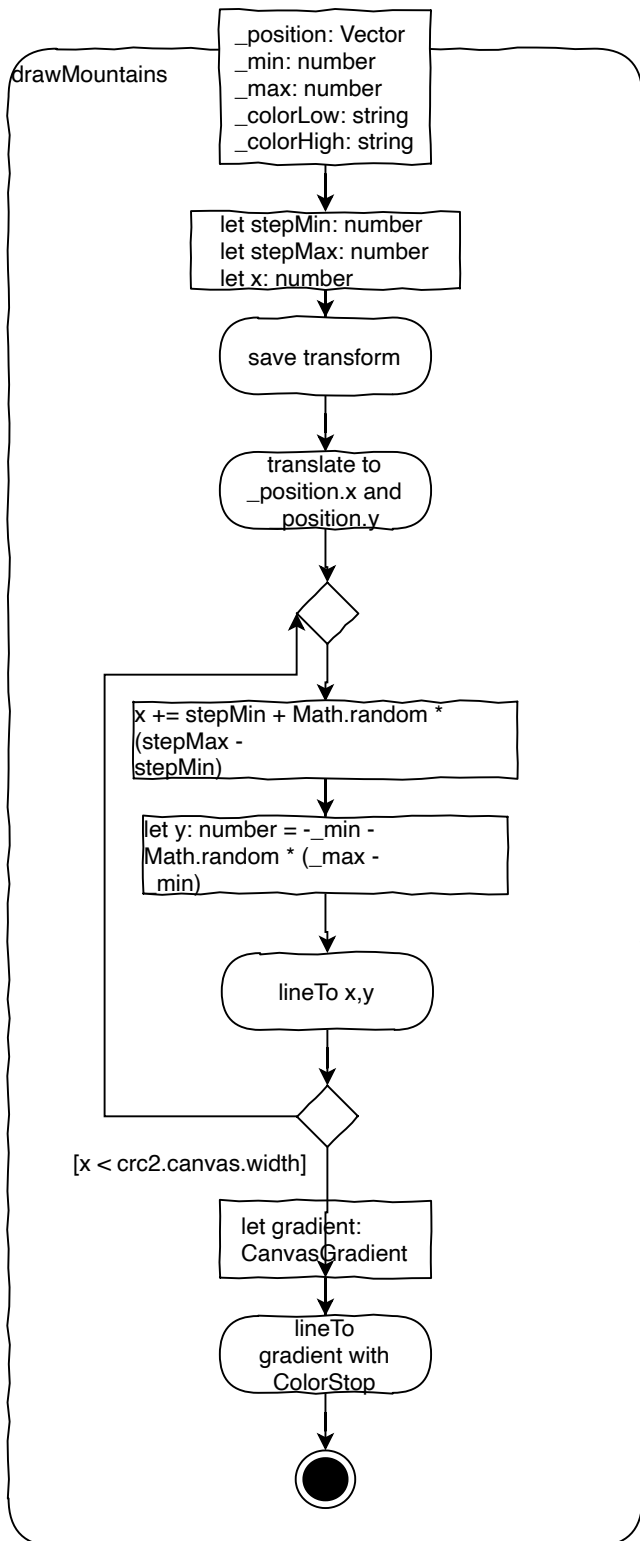 _position: Vector
_min: number
_max: number
_colorLow: string
_colorHigh: string
drawMountains
let stepMin: number
let stepMax: number
let x: number
save transform
translate to
_position.x and
_position.y
x += stepMin + Math.random *
(stepMax -
stepMin)
let y: number = -_min -
Math.random * (_max -
_min)
lineTo x,y
[x < crc2.canvas.width]
let gradient:
CanvasGradient
lineTo
gradient with
ColorStop